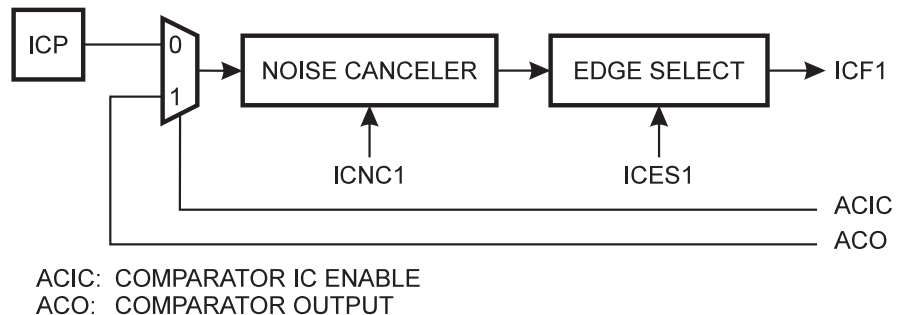 ICP
0
1
NOISE CANCELER
EDGE SELECT
ICF1
ICNC1
ICES1
ACIC
ACO
ACIC: COMPARATOR IC ENABLE
ACO: COMPARATOR OUTPUT